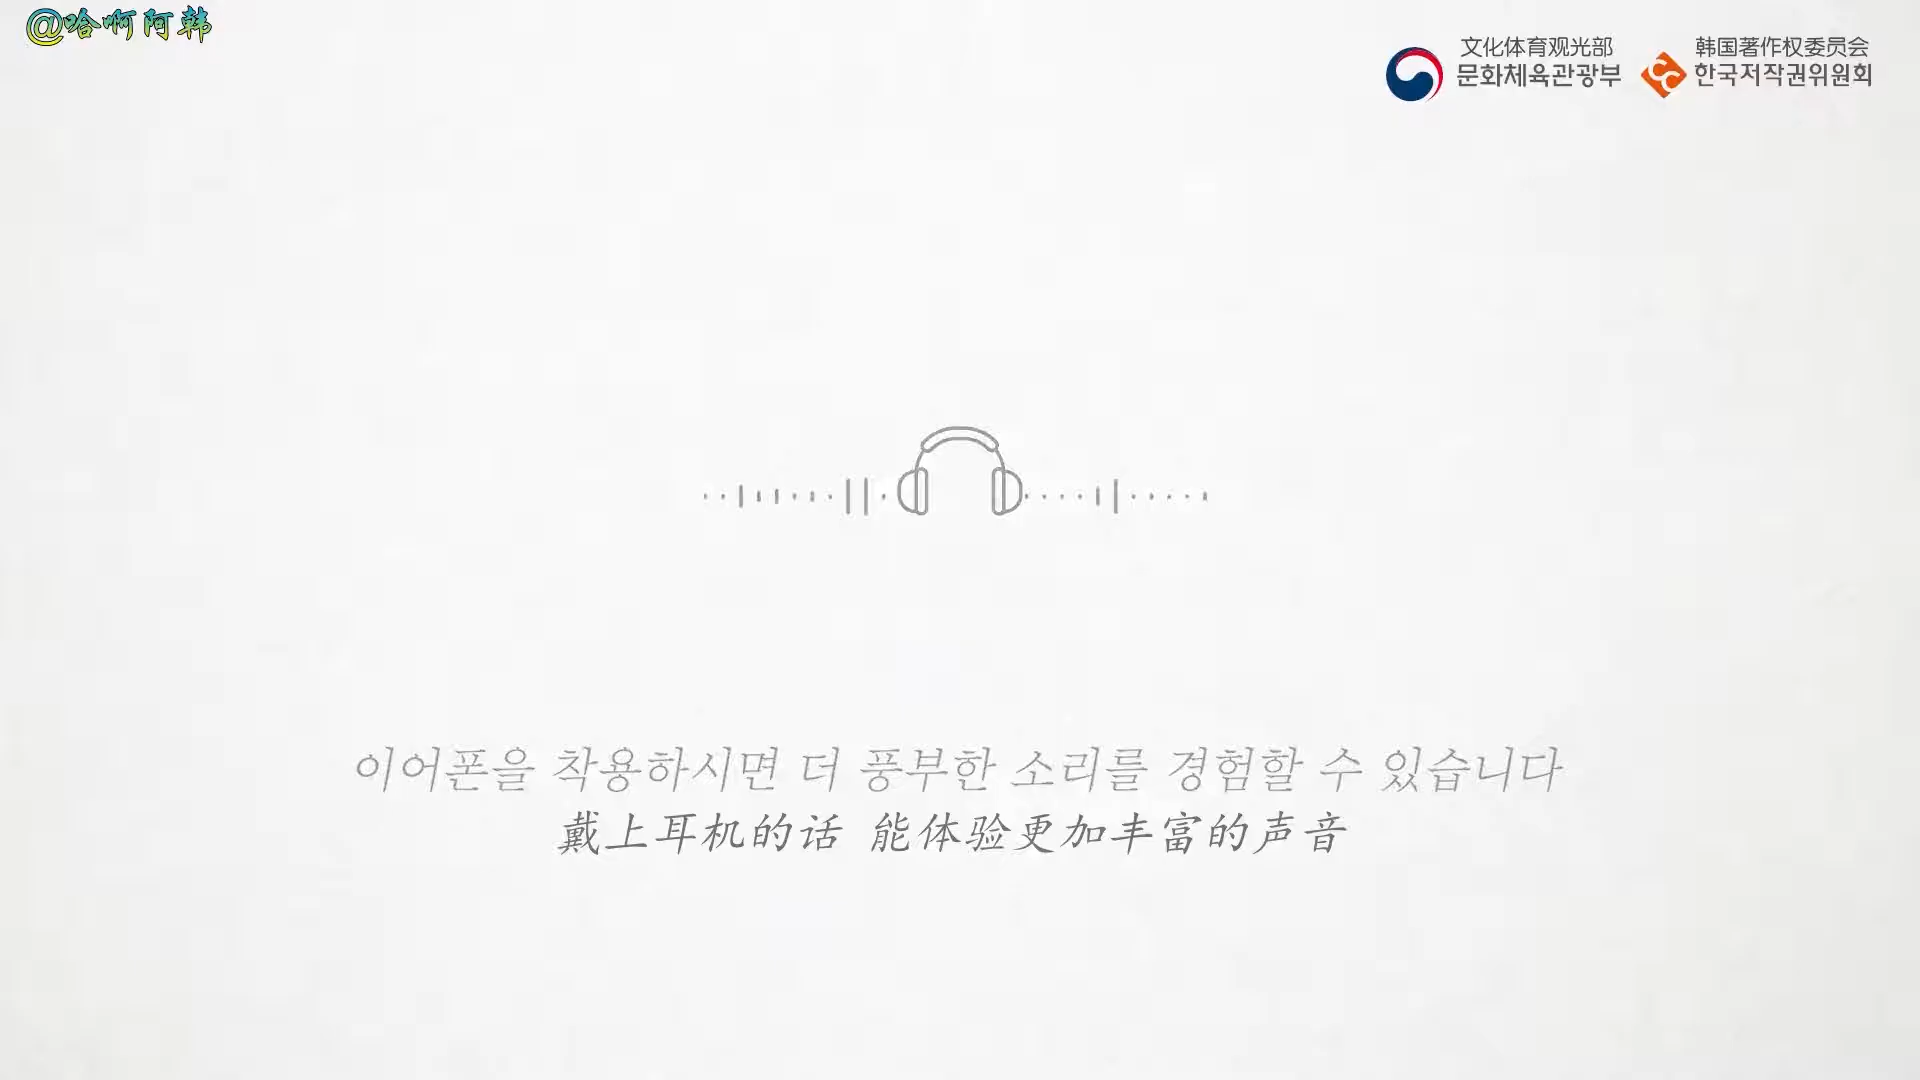 @哈啊阿韩
文化体育观光部
문화체육관광부
韩国著作权委员会
한국저작권위원회
이어폰을 착용하시면 더 풍부한 소리를 경험할 수 있습니다
戴上耳机的话 能体验更加丰富的声音